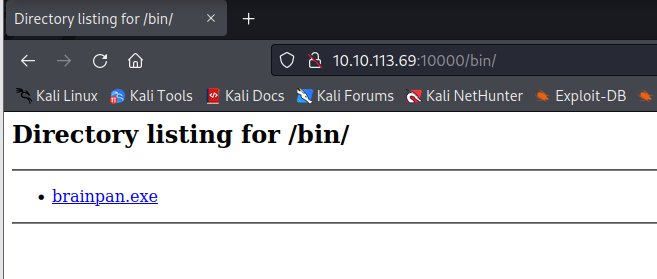 Directory listing for /bin/
10.10.113.69:10000/bin/
Kali Linux Kali Tools Kali Docs Kali Forums Kali NetHunter Exploit-DB
Directory listing for /bin/
brainpan.exe